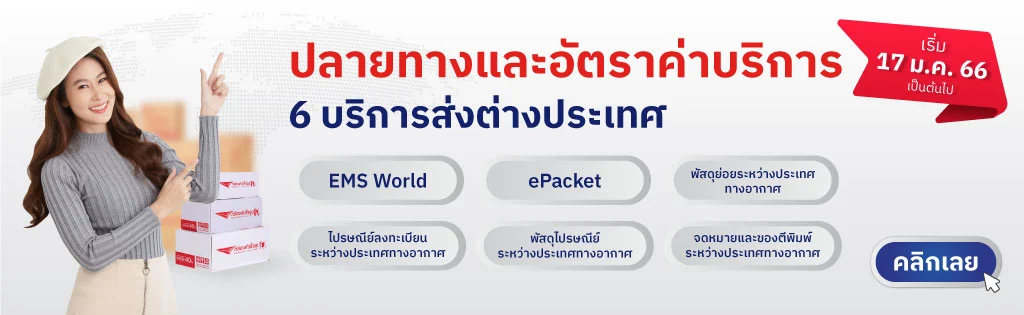 ปลายทางและอัตราค่าบริการ
6 บริการส่งต่างประเทศ
เริ่ม
17 ม.ค. 66
เป็นต้นไป
EMS World
ePacket
พัสดุย่อยระหว่างประเทศ
ทางอากาศ
ไปรษณีย์ลงทะเบียน
ระหว่างประเทศทางอากาศ
พัสดุไปรษณีย์
ระหว่างประเทศทางอากาศ
จดหมายและของตีพิมพ์
ระหว่างประเทศทางอากาศ
คลิกเลย